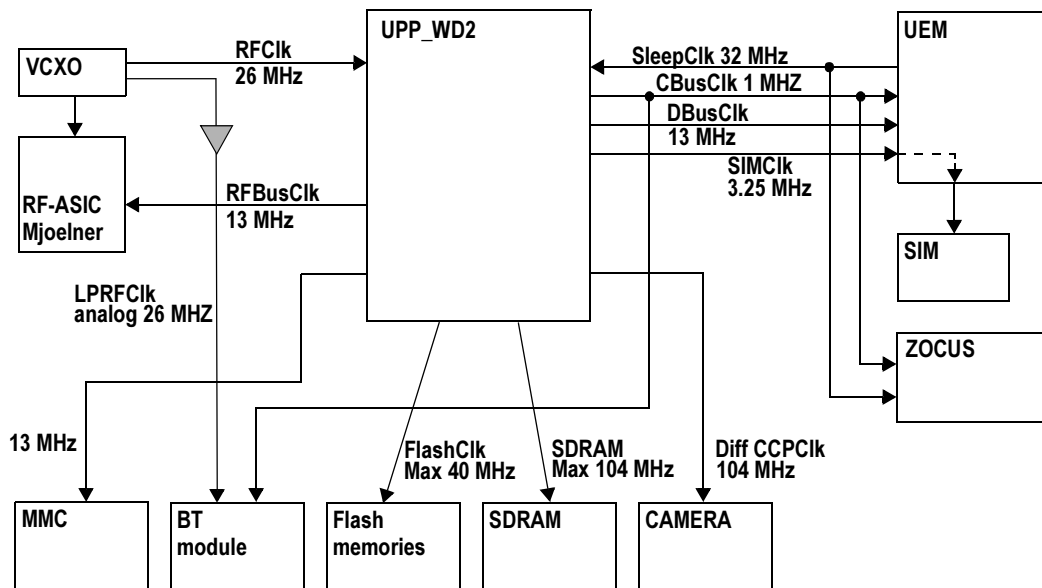 UPP_WD2
UEM
VCXO
RFClk
26 MHz
SleepClk 32 MHz
CBusClk 1 MHZ
DBusClk
13 MHz
SIMClk
3.25 MHz
RF-ASIC
Mjoelner
RFBusClk
13 MHz
SIM
LPRFClk
analog 26 MHZ
ZOCUS
13 MHz
FlashClk
Max 40 MHz
SDRAM
Max 104 MHz
Diff CCPClk
104 MHz
MMC
BT
module
Flash
memories
SDRAM
CAMERA